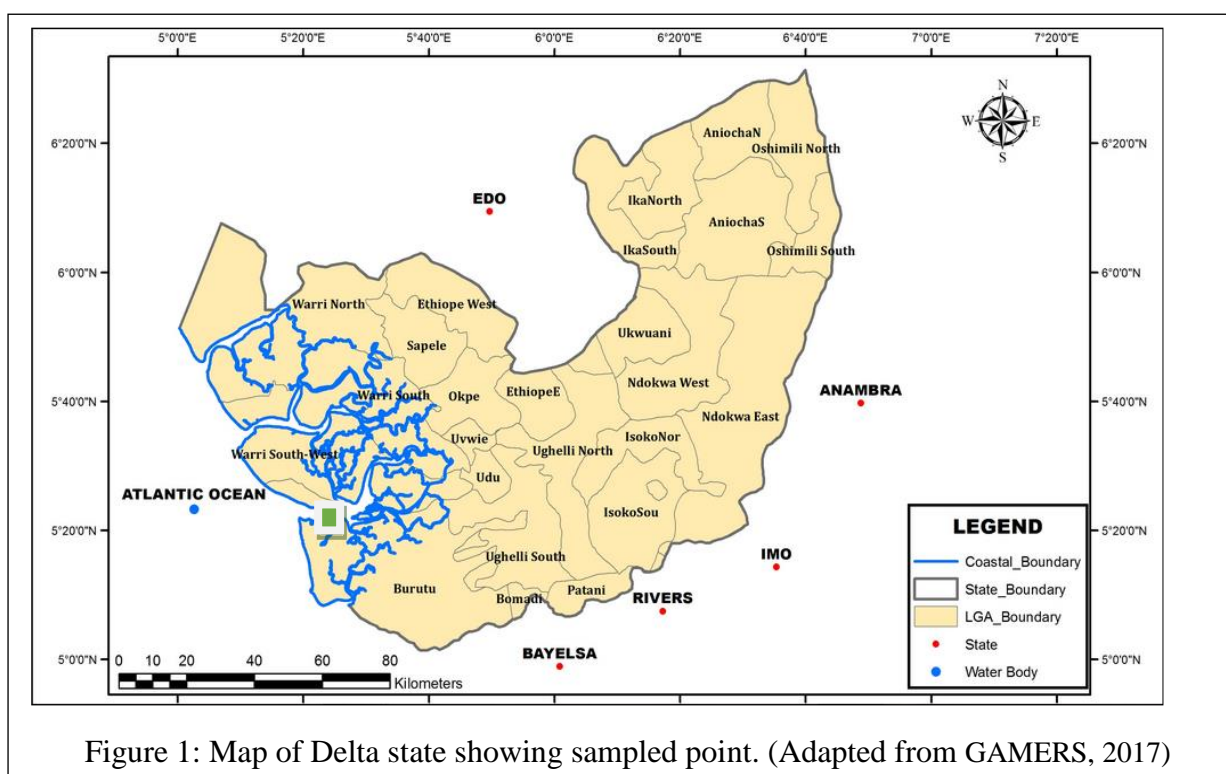 5°0'0"E 5°20'0"E 5°40'0"E 6°0'0"E 6°20'0"E 6°40'0"E 7°0'0"E 7°20'0"E
N
W E
S
6°20'0"N 6°20'0"N
AniochaN
Oshimili North
EDO
IkaNorth
AniochaS
IkaSouth
Oshimili South
6°0'0"N 6°0'0"N
Warri North
Ethiope West
Ukwuani
Sapele
Ndokwa West
EthiopeE
Warri South
Okpe
ANAMBRA
5°40'0"N 5°40'0"N
Ndokwa East
Uvwie
IsokoNor
Ughelli North
Warri South-West
Udu
ATLANTIC OCEAN
IsokoSou
5°20'0"N 5°20'0"N
Ughelli South
IMO
Burutu
Patani
Bomadi
RIVERS
BAYELSA
5°0'0"N 5°0'0"N
0 10 20 40 60 80
Kilometers
LEGEND
Coastal_Boundary
State_Boundary
LGA_Boundary
State
Water Body
Figure 1: Map of Delta state showing sampled point. (Adapted from GAMERS, 2017)